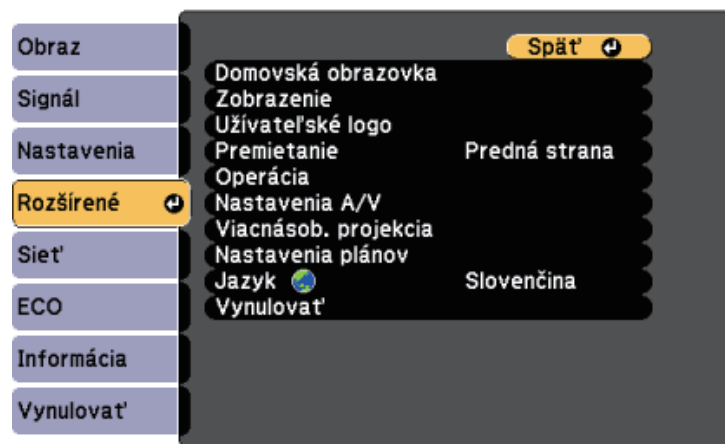 Obraz
Signál
Nastavenia
Rozšírené
Sieť
ECO
Informácia
Vynulovať
Späť
Domovská obrazovka
Zobrazenie
Užívateľské logo
Premietanie Predná strana
Operácia
Nastavenia A/V
Viacnásob. projekcia
Nastavenia plánov
Jazyk Slovenčina
Vynulovať